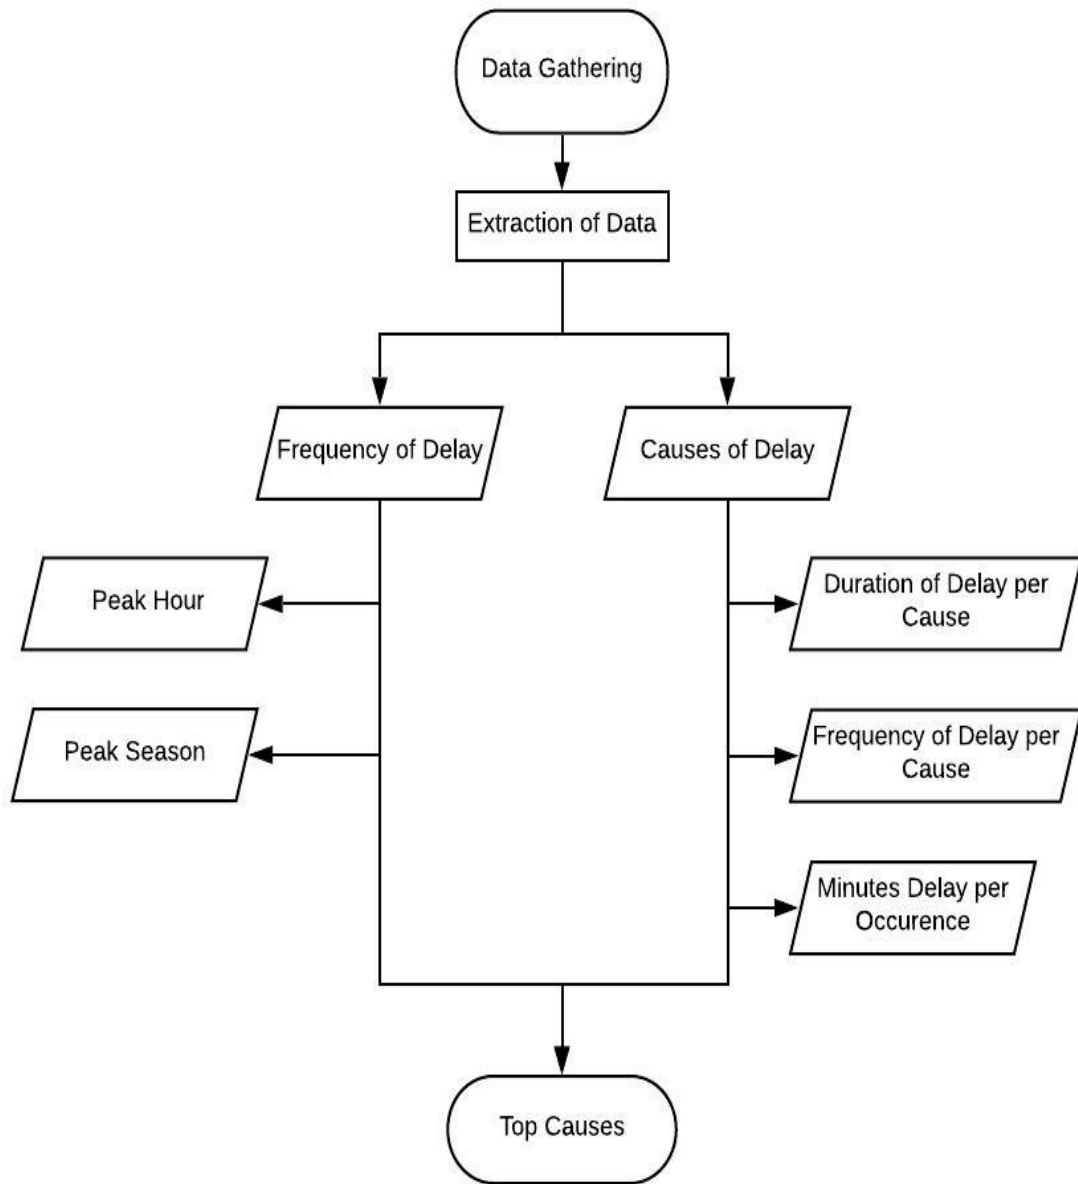 Data Gathering
Extraction of Data
Frequency of Delay
Causes of Delay
Peak Hour
Duration of Delay per
Cause
Peak Season
Frequency of Delay per
Cause
Minutes Delay per
Occurence
Top Causes